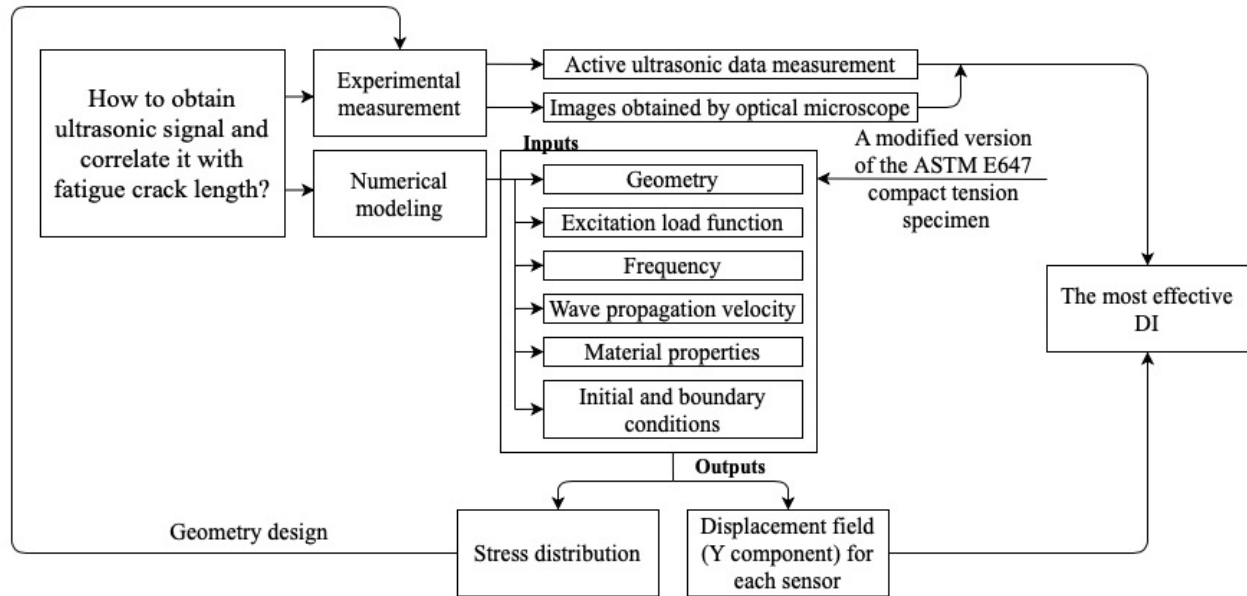 How to obtain
ultrasonic signal and
correlate it with
fatigue crack length?
Experimental
measurement
Active ultrasonic data measurement
Images obtained by optical microscope
Numerical
modeling
Inputs
Geometry
Excitation load function
Frequency
Wave propagation velocity
Material properties
Initial and boundary
conditions
A modified version
of the ASTM E647
compact tension
specimen
The most effective
DI
Outputs
Geometry design
Stress distribution
Displacement field
(Y component) for
each sensor